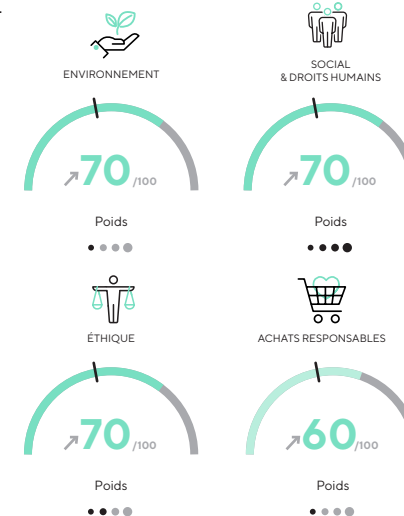 ENVIRONNEMENT
70/100
Poids
SOCIAL
& DROITS HUMAINS
70/100
Poids
ÉTHIQUE
70/100
Poids
ACHATS RESPONSABLES
60/100
Poids